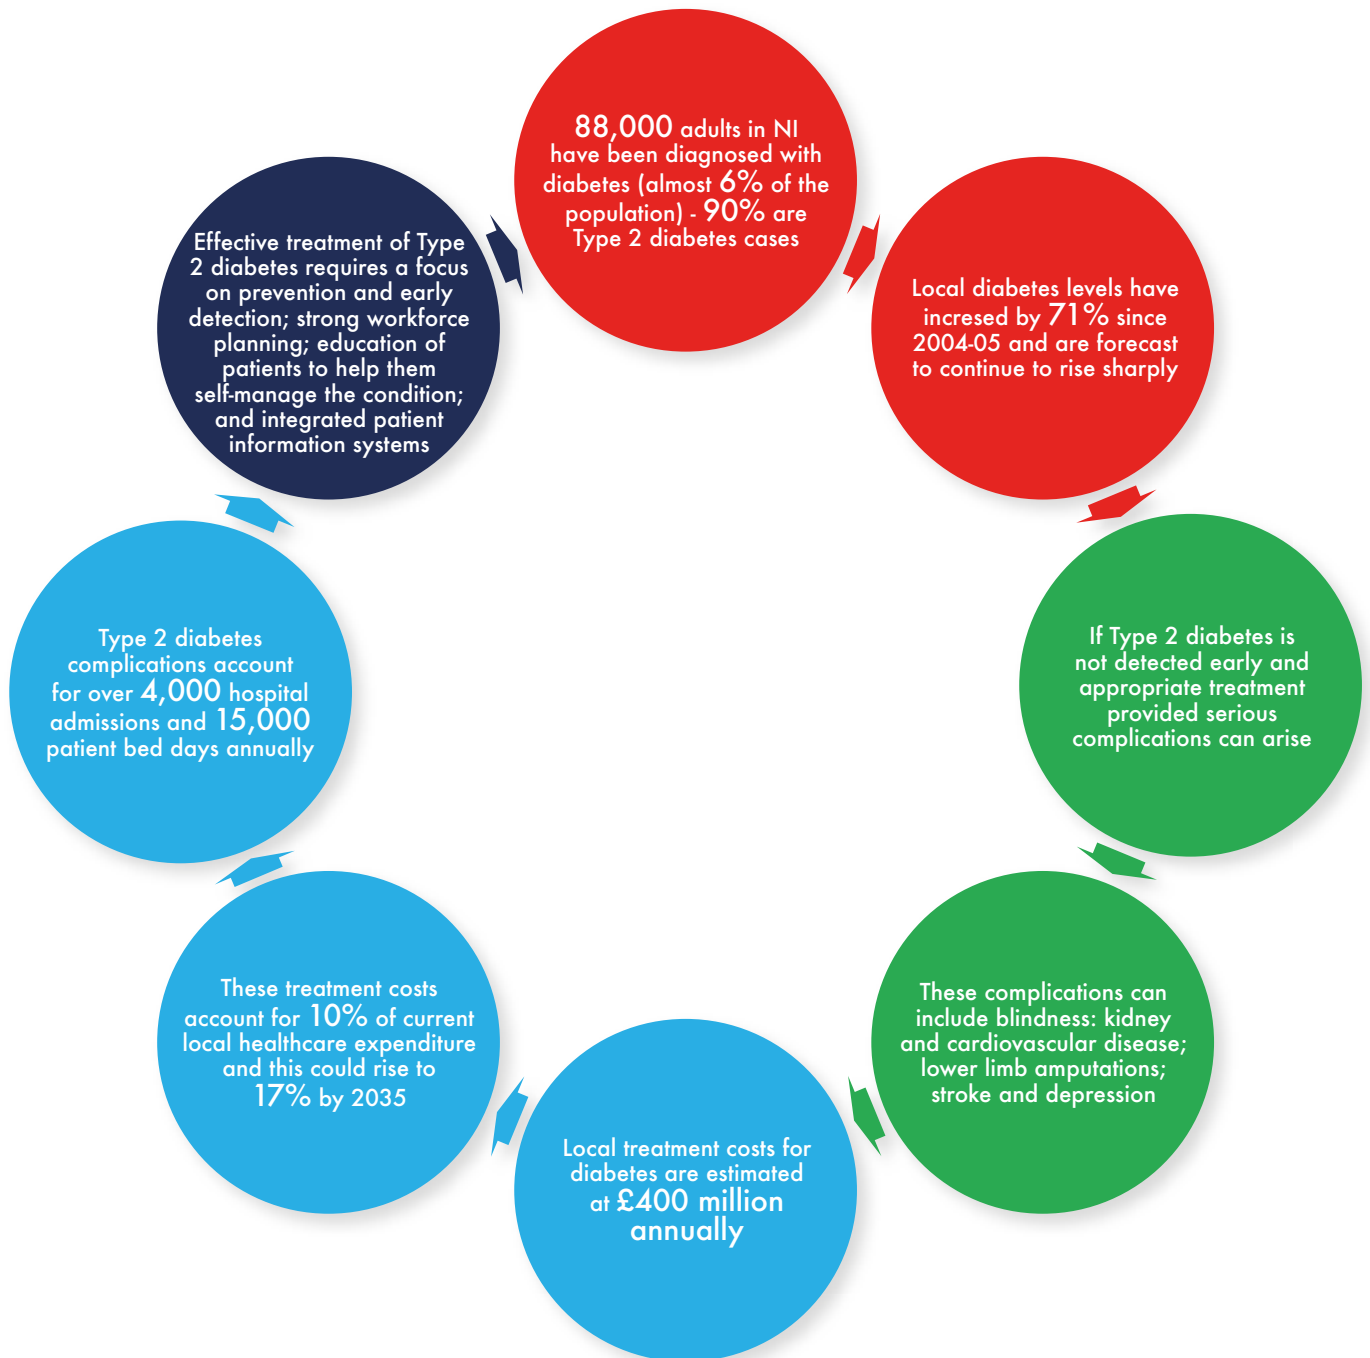 88,000 adults in NI
have been diagnosed with
diabetes (almost 6% of the
population) - 90% are
Type 2 diabetes cases
Local diabetes levels have
incresed by 71% since
2004-05 and are forecast
to continue to rise sharply
If Type 2 diabetes is
not detected early and
appropriate treatment
provided serious
complications can arise
These complications can
include blindness: kidney
and cardiovascular disease;
lower limb amputations;
stroke and depression
Local treatment costs for
diabetes are estimated
at £400 million
annually
These treatment costs
account for 10% of current
local healthcare expenditure
and this could rise to
17% by 2035
Type 2 diabetes
complications account
for over 4,000 hospital
admissions and 15,000
patient bed days annually
Effective treatment of Type
2 diabetes requires a focus
on prevention and early
detection; strong workforce
planning; education of
patients to help them
self-manage the condition;
and integrated patient
information systems